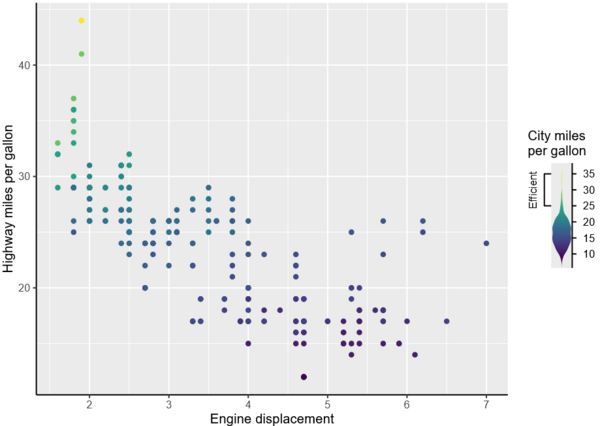 Highway miles per gallon
40
30
20
2 3 4 5 6 7
Engine displacement
City miles
per gallon
Efficient
35
30
25
20
15
10